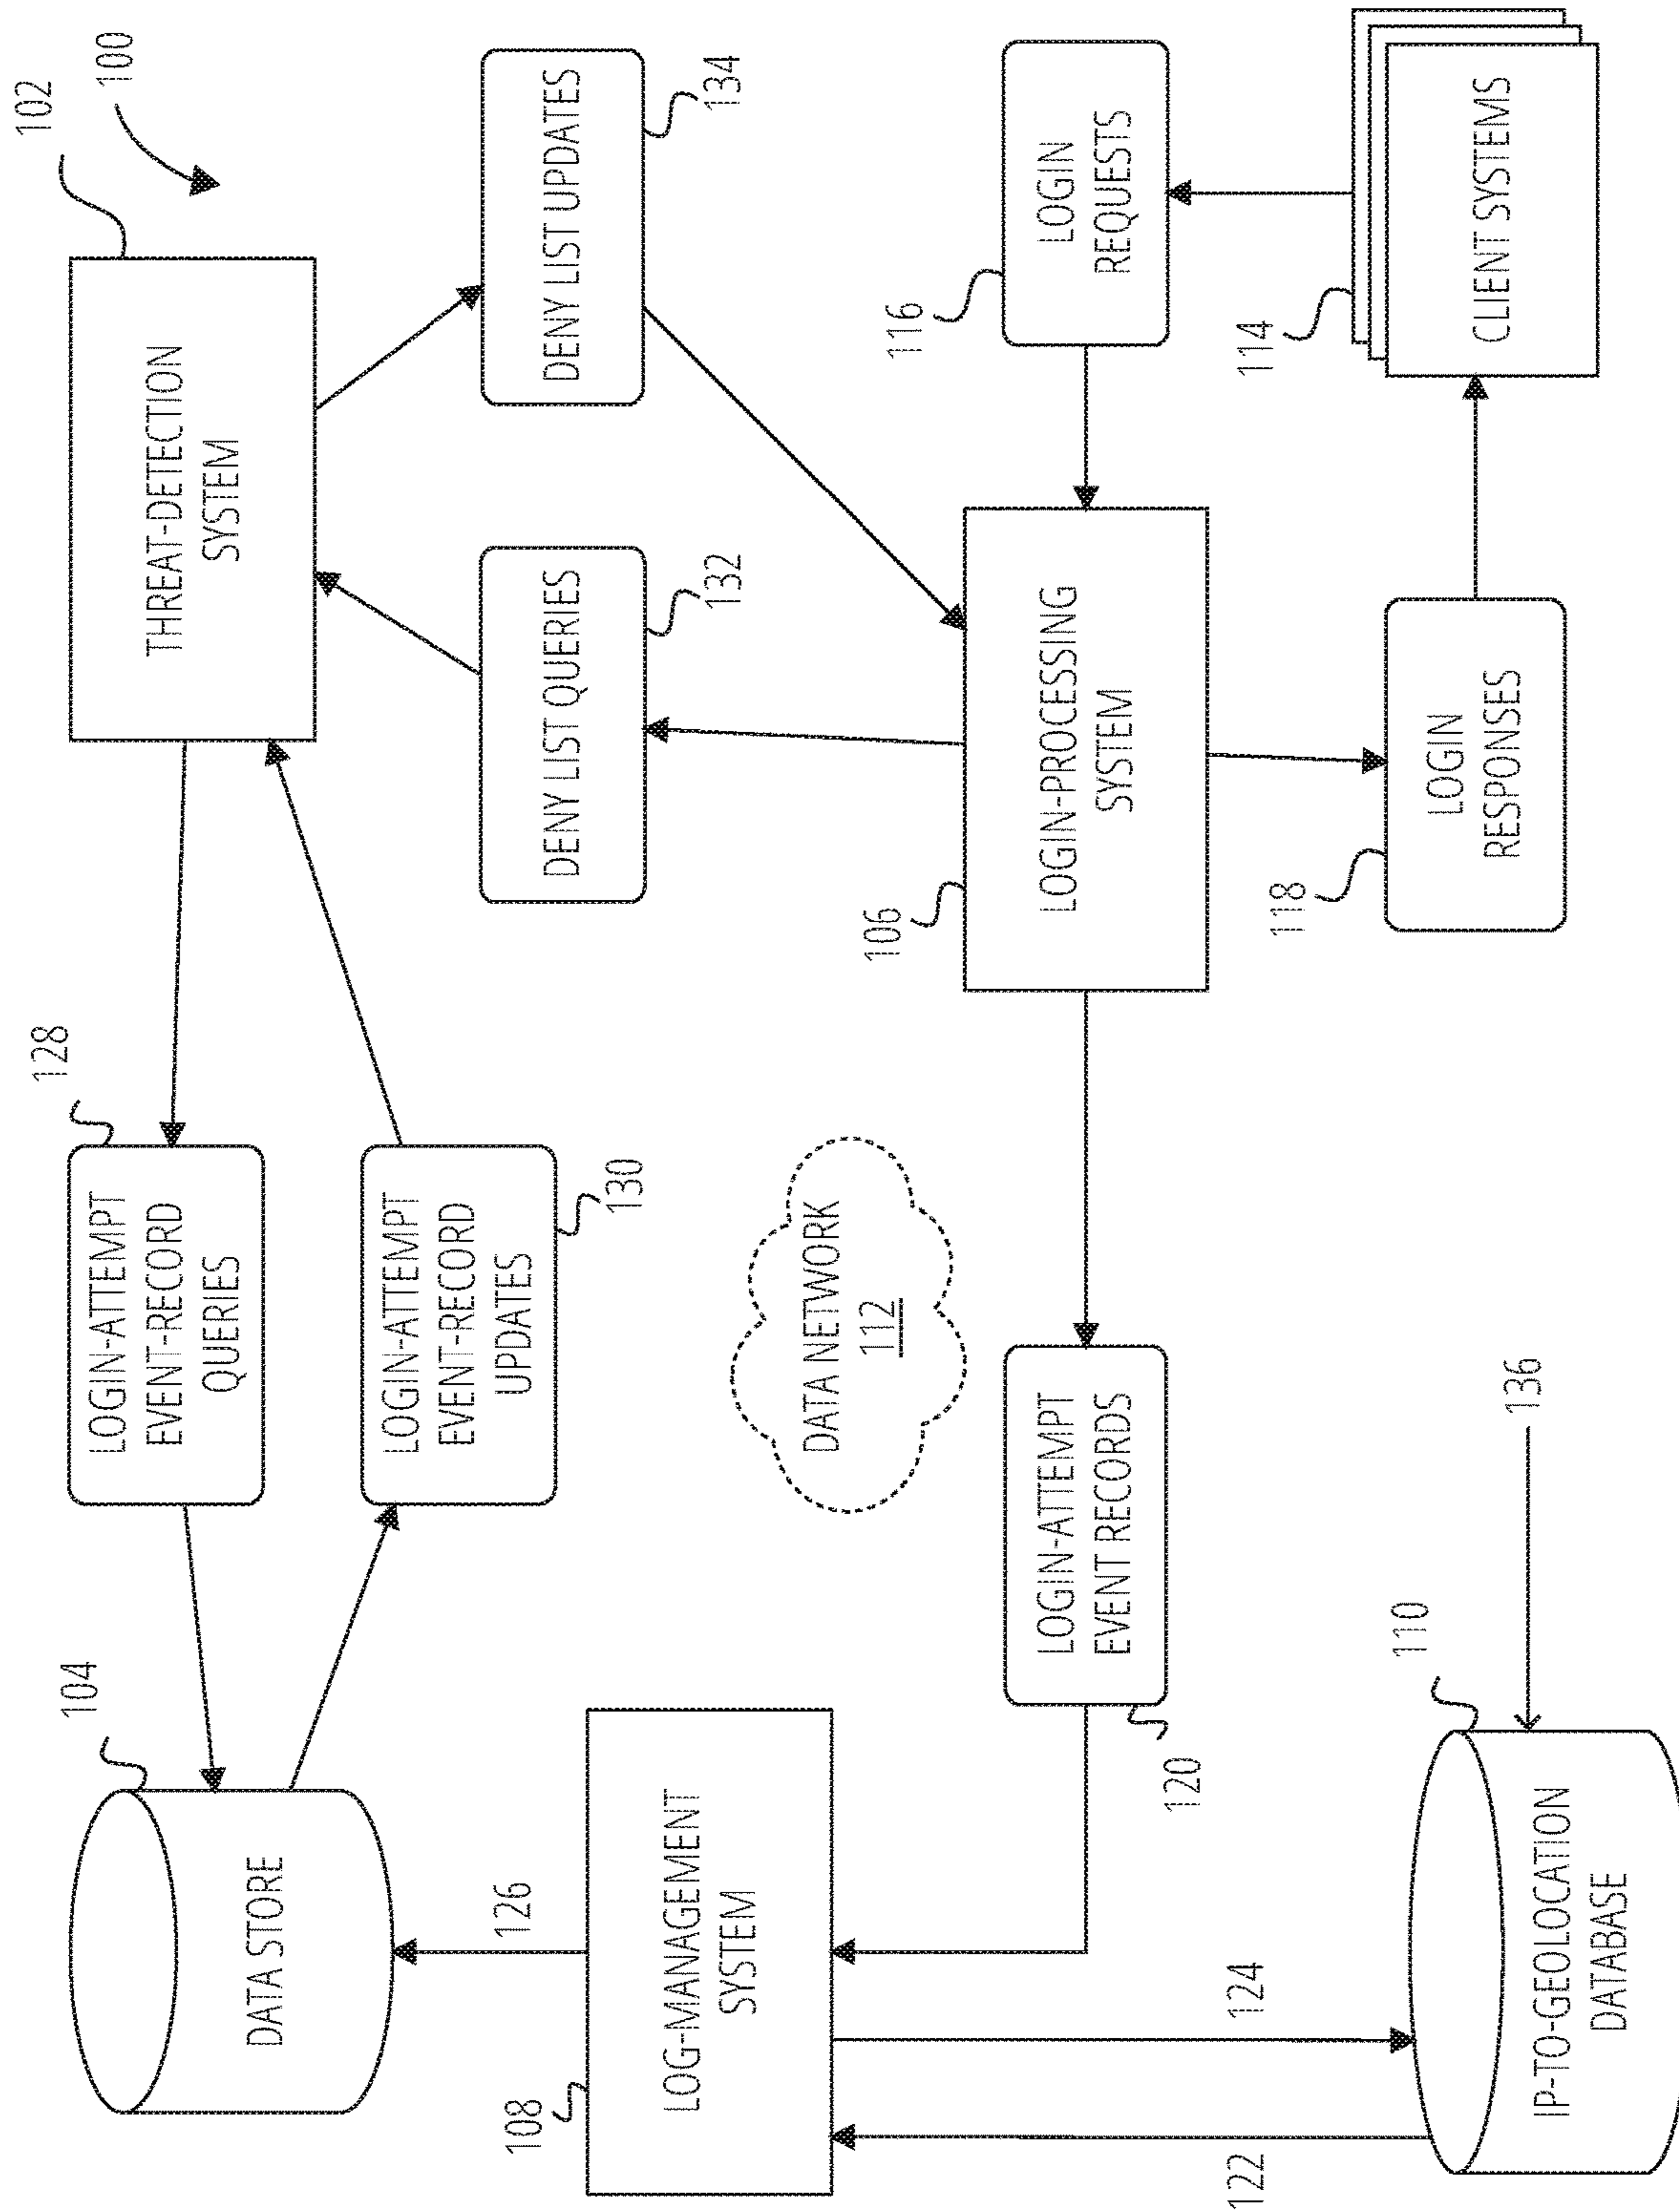 104
DATA STORE
128
LOGIN-ATTEMPT
EVENT-RECORD
QUERIES
LOGIN-ATTEMPT
EVENT-RECORD
UPDATES
130
102
100
THREAT-DETECTION
SYSTEM
126
DENY LIST QUERIES
132
DENY LIST UPDATES
134
108
LOG-MANAGEMENT
SYSTEM
DATA NETWORK
112
106
LOGIN-PROCESSING
SYSTEM
116
LOGIN
REQUESTS
LOGIN-ATTEMPT
EVENT RECORDS
120
122
124
110
IP-TO-GEOLOCATION
DATABASE
136
118
LOGIN
RESPONSES
114
CLIENT SYSTEMS